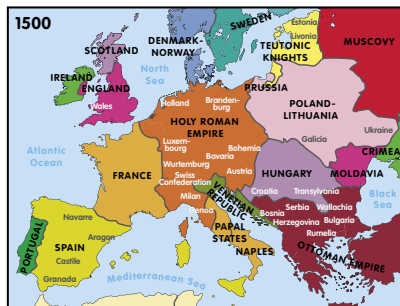 1500
SWEDEN
Estonia
Livonia
DENMARK-
NORWAY
TEUTONIC
KNIGHTS
MUSCOVY
SCOTLAND
North
Sea
IRELAND
ENGLAND
Wales
PRUSSIA
Holland
Branden-
burg
POLAND-
LITHUANIA
HOLY ROMAN
EMPIRE
Ukraine
Galicia
Atlantic
Ocean
Luxem-
bourg
Bohemia
Bavaria
Wurtemburg
CRIMEA
FRANCE
Swiss
Confederation
Austria
HUNGARY
MOLDAVIA
VENETIAN
REPUBLIC
Croatia
Transylvania
Milan
Black
Sea
Genoa
Bosnia
Serbia
Wallachia
Navarre
Herzegovina
Bulgaria
PORTUGAL
SPAIN
Aragon
PAPAL
STATES
Rumelia
NAPLES
OTTOMAN EMPIRE
Castile
Granada
Mediterranean Sea